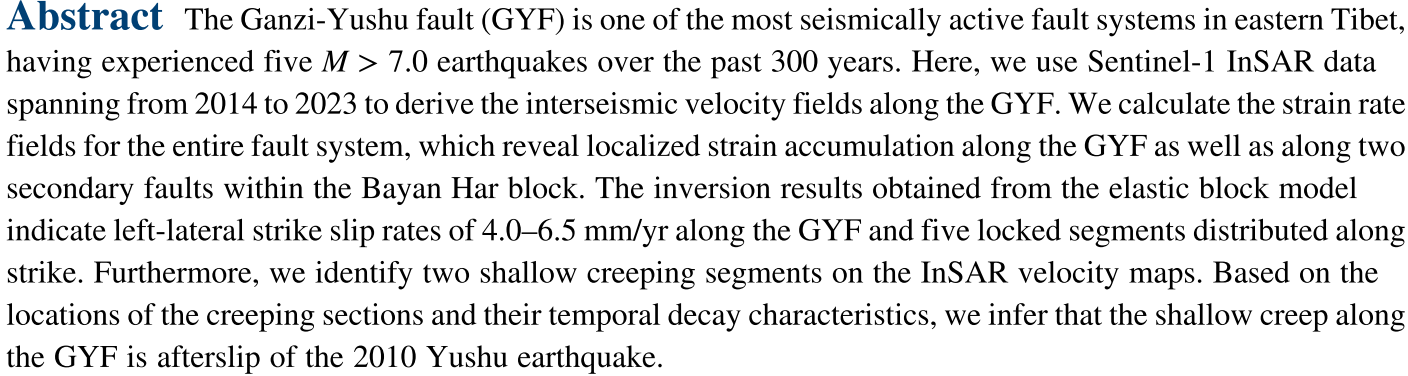 Abstract The Ganzi-Yushu fault (GYF) is one of the most seismically active fault systems in eastern Tibet,
having experienced five M > 7.0 earthquakes over the past 300 years. Here, we use Sentinel-1 InSAR data
spanning from 2014 to 2023 to derive the interseismic velocity fields along the GYF. We calculate the strain rate
fields for the entire fault system, which reveal localized strain accumulation along the GYF as well as along two
secondary faults within the Bayan Har block. The inversion results obtained from the elastic block model
indicate left-lateral strike slip rates of 4.0–6.5 mm/yr along the GYF and five locked segments distributed along
strike. Furthermore, we identify two shallow creeping segments on the InSAR velocity maps. Based on the
locations of the creeping sections and their temporal decay characteristics, we infer that the shallow creep along
the GYF is afterslip of the 2010 Yushu earthquake.